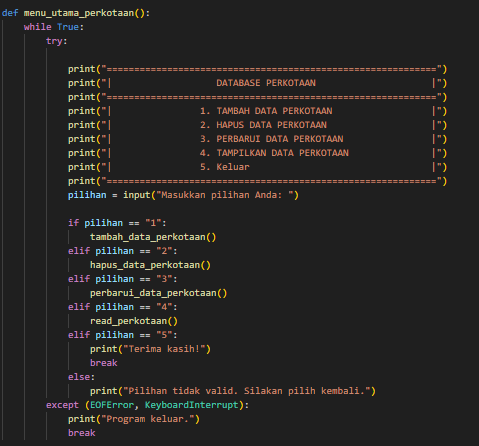 def menu_utama_perkotaan():
    while True:
        try:

            print("============================================================")
            print("|                   DATABASE PERKOTAAN                     |")
            print("============================================================")
            print("|                1. TAMBAH DATA PERKOTAAN                  |")
            print("|                2. HAPUS DATA PERKOTAAN                   |")
            print("|                3. PERBARUI DATA PERKOTAAN                |")
            print("|                4. TAMPILKAN DATA PERKOTAAN               |")
            print("|                5. Keluar                                 |")
            print("============================================================")
            pilihan = input("Masukkan pilihan Anda: ")

            if pilihan == "1":
                tambah_data_perkotaan()
            elif pilihan == "2":
                hapus_data_perkotaan()
            elif pilihan == "3":
                perbarui_data_perkotaan()
            elif pilihan == "4":
                read_perkotaan()
            elif pilihan == "5":
                print("Terima kasih!")
                break
            else:
                print("Pilihan tidak valid. Silakan pilih kembali.")
        except (EOFError, KeyboardInterrupt):
            print("Program keluar.")
            break